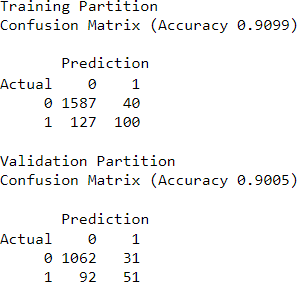 Training Partition
Confusion Matrix (Accuracy 0.9099)
Prediction
Actual 0 1
0 1587 40
1 127 100
Validation Partition
Confusion Matrix (Accuracy 0.9005)
Prediction
Actual 0 1
0 1062 31
1 92 51